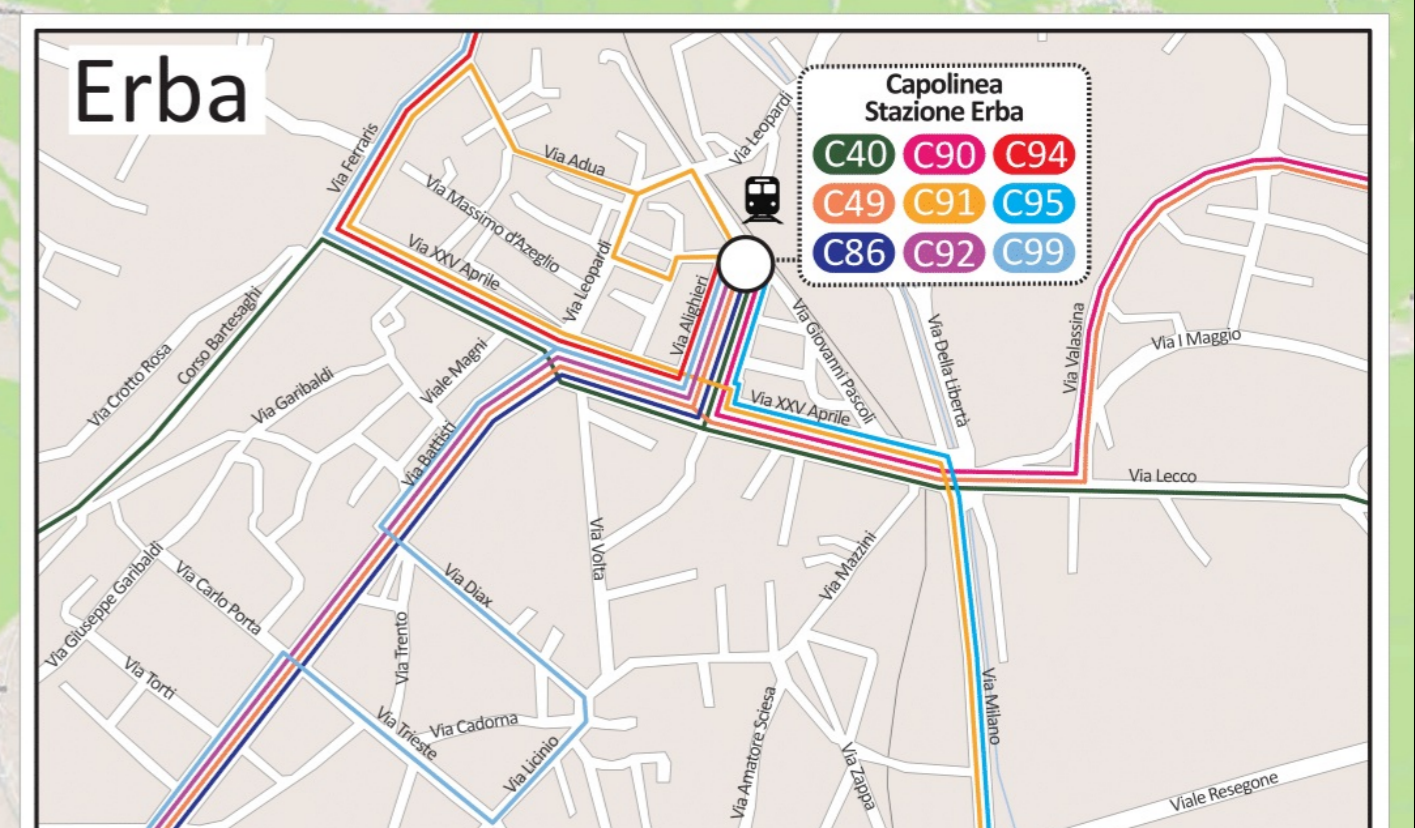 Erba
Capolinea
Stazione Erba
C40 C90 C94
C49 C91 C95
C86 C92 C99
Via Ferraris
Via Adua
Via Leopardi
Via Massimo d'Azeglio
Via XXV Aprile
Via Leopardi
Via Alighieri
Via Giovanni Pascoli
Via Della Libertà
Via Valassina
Via I Maggio
Corso Bartesaghi
Via Crotto Rosa
Via Garibaldi
Viale Magni
Via Battisti
Via XXV Aprile
Via Lecco
Via Volta
Via Mazzini
Via Diax
Via Giuseppe Garibaldi
Via Carlo Porta
Via Trento
Via Torti
Via Trieste
Via Cadorna
Via Licinio
Via Amatore Sciesa
Via Zappa
Via Milano
Viale Resegone